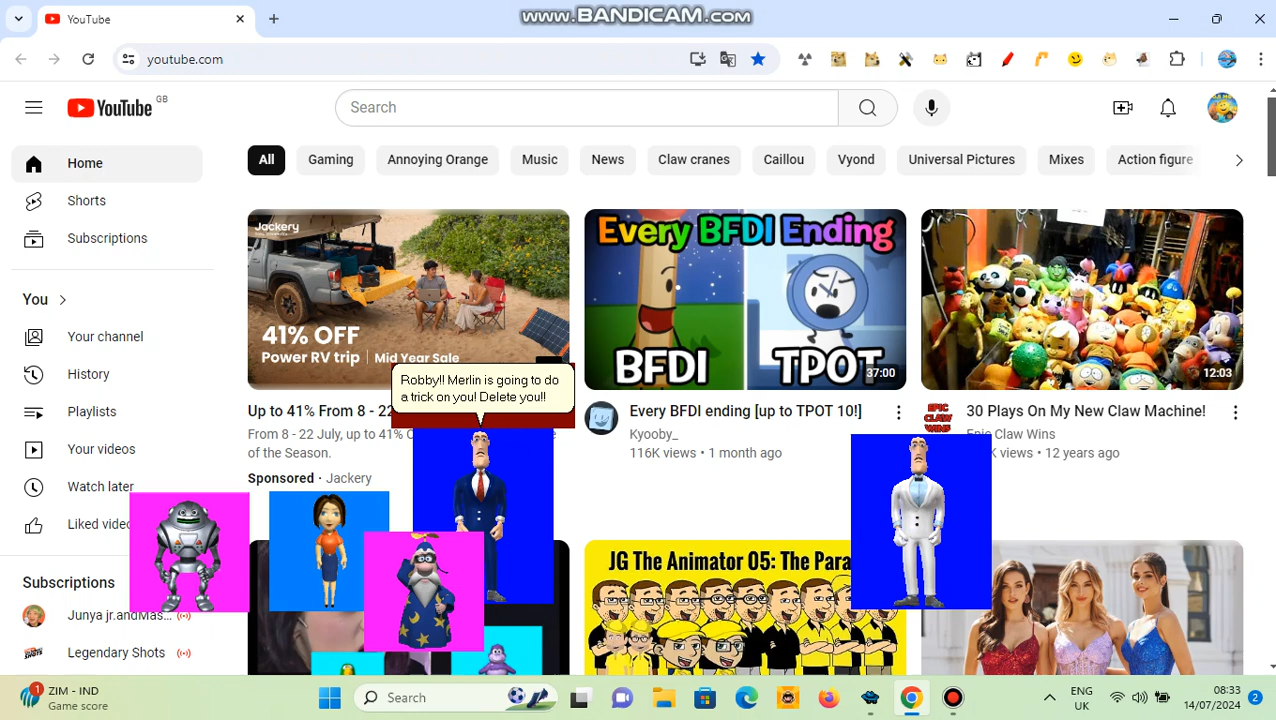 www.BANDICAM.com
YouTube
youtube.com
YouTube GB
Search
Home
Shorts
Subscriptions
You
Your channel
History
Playlists
Your videos
Watch later
Liked video
Subscriptions
Junya jr.andMas...
Legendary Shots
All
Gaming
Annoying Orange
Music
News
Claw cranes
Caillou
Vyond
Universal Pictures
Mixes
Action figure
Jackery
41% OFF
Power RV trip | Mid Year Sale
Up to 41% From 8 - 22
From 8 - 22 July, up to 41%
of the Season.
Sponsored · Jackery
Robby!! Merlin is going to do
a trick on you! Delete you!!
Every BFDI Ending
BFDI TPOT
37:00
Every BFDI ending [up to TPOT 10!]
Kyooby_
116K views • 1 month ago
12:03
EPIC
CLAW
WINS
30 Plays On My New Claw Machine!
Epic Claw Wins
K views • 12 years ago
JG The Animator 05: The Para
1
ZIM - IND
Game score
Search
ENG
UK
08:33
14/07/2024
2